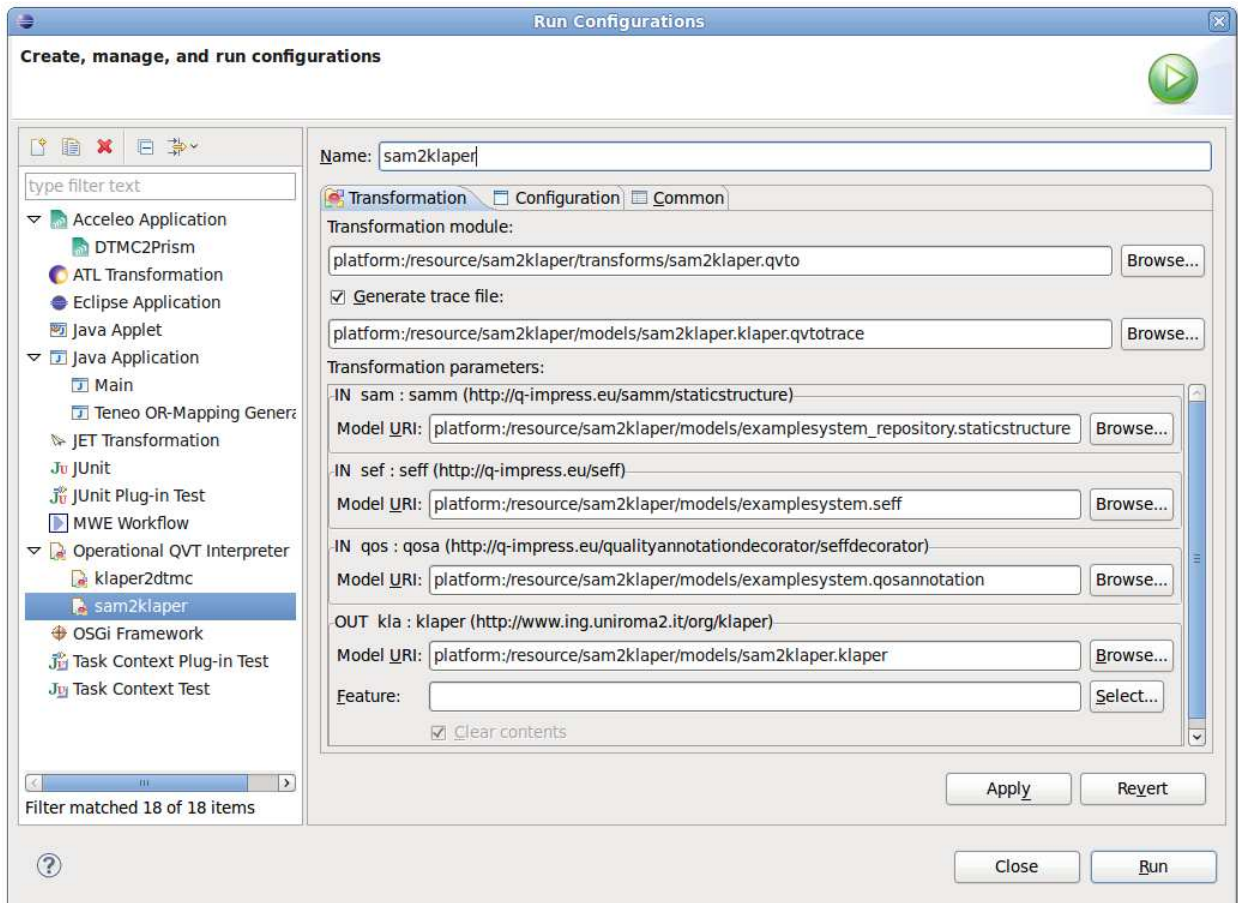 Run Configurations
Create, manage, and run configurations
type filter text
Acceleo Application
DTMC2Prism
ATL Transformation
Eclipse Application
Java Applet
Java Application
Main
Teneo OR-Mapping Genera
JET Transformation
JUnit
JUnit Plug-in Test
MWE Workflow
Operational QVT Interpreter
klaper2dtmc
sam2klaper
OSGi Framework
Task Context Plug-in Test
Task Context Test
Filter matched 18 of 18 items
Name: sam2klaper
Transformation Configuration Common
Transformation module:
platform:/resource/sam2klaper/transforms/sam2klaper.qvto Browse...
Generate trace file:
platform:/resource/sam2klaper/models/sam2klaper.klaper.qvtotrace Browse...
Transformation parameters:
IN sam : samm (http://q-impress.eu/samm/staticstructure)
Model URI: platform:/resource/sam2klaper/models/examplesystem_repository.staticstructure Browse...
IN sef : seff (http://q-impress.eu/seff)
Model URI: platform:/resource/sam2klaper/models/examplesystem.seff Browse...
IN qos : qosa (http://q-impress.eu/qualityannotationdecorator/seffdecorator)
Model URI: platform:/resource/sam2klaper/models/examplesystem.qosannotation Browse...
OUT kla : klaper (http://www.ing.uniroma2.it/org/klaper)
Model URI: platform:/resource/sam2klaper/models/sam2klaper.klaper Browse...
Feature: Select...
Clear contents
Apply Revert
Close Run